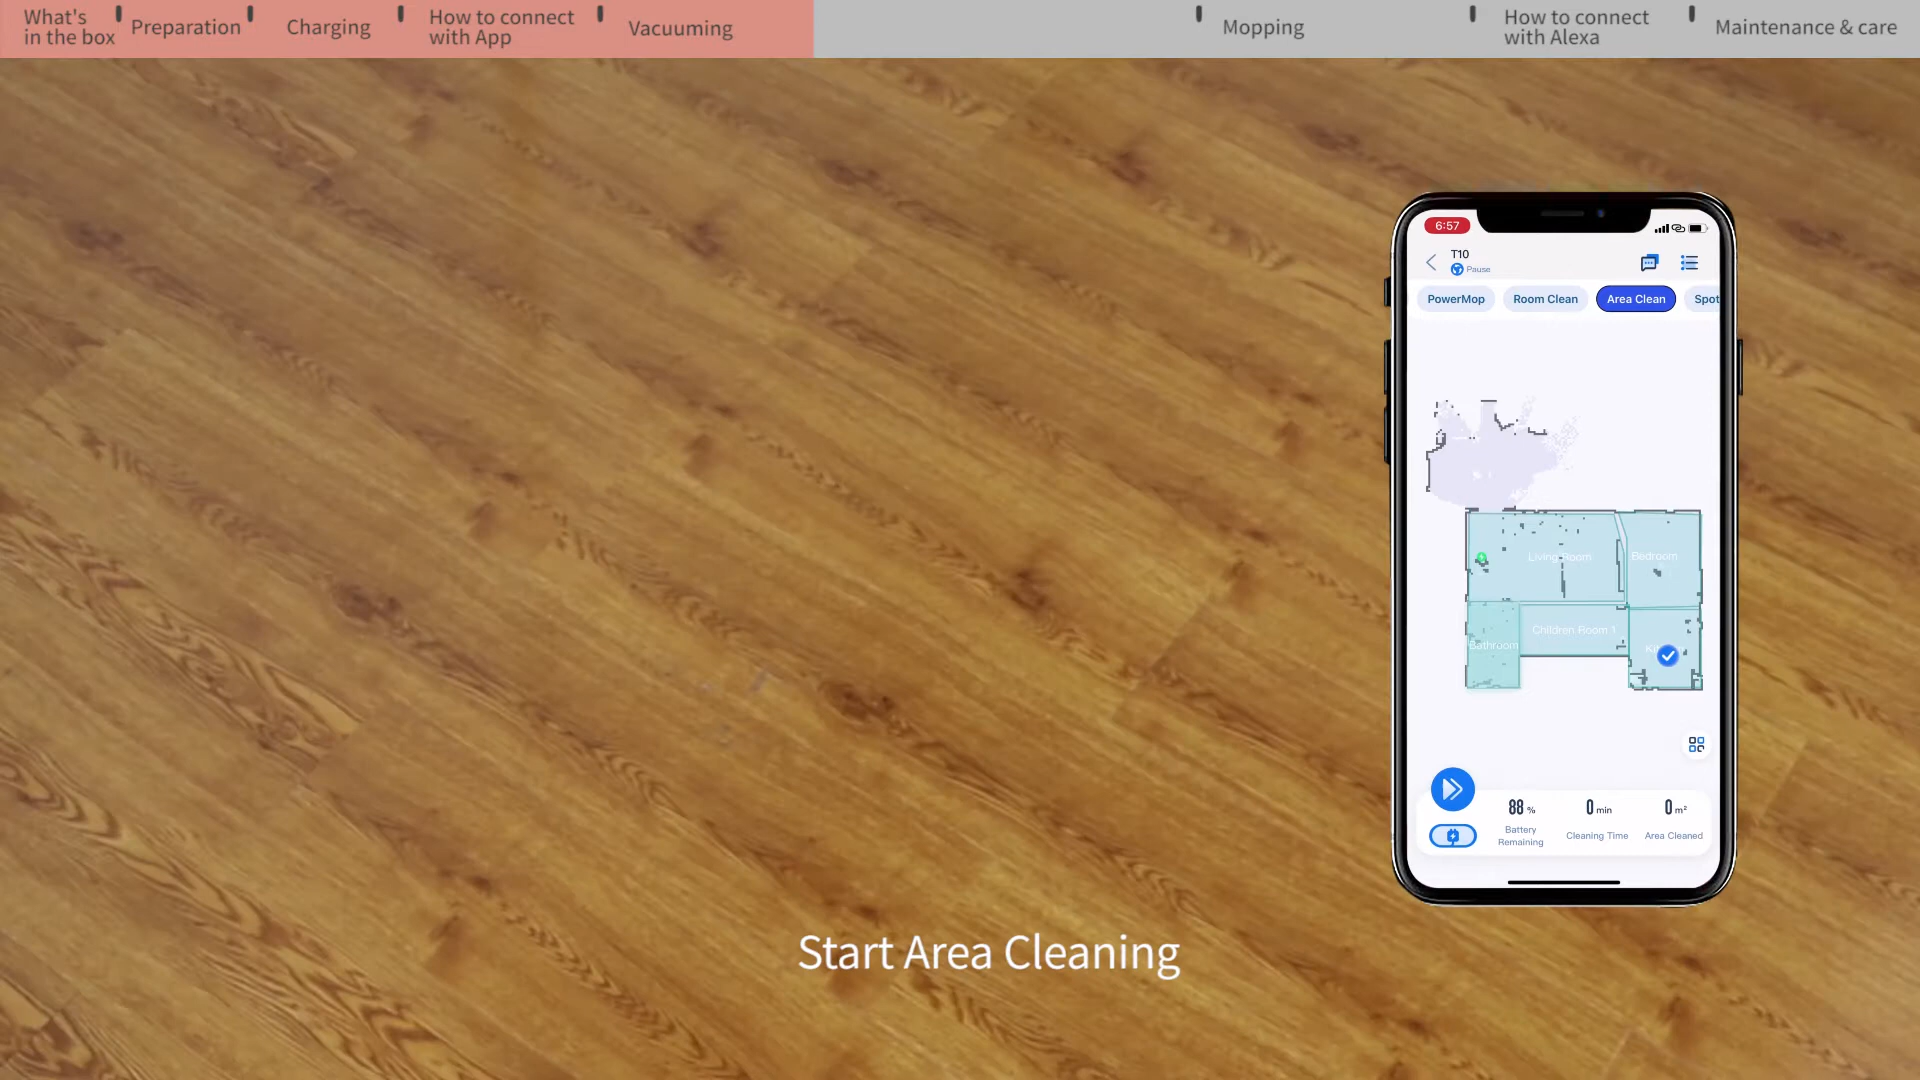 What's
in the box
Preparation
Charging
How to connect
with App
Vacuuming
Mopping
How to connect
with Alexa
Maintenance & care
6:57
T10
Pause
PowerMop
Room Clean
Area Clean
Spot
Living Room
Bedroom
Children Room 1
Bathroom
88 %
0 min
0 m²
Battery
Remaining
Cleaning Time
Area Cleaned
Start Area Cleaning